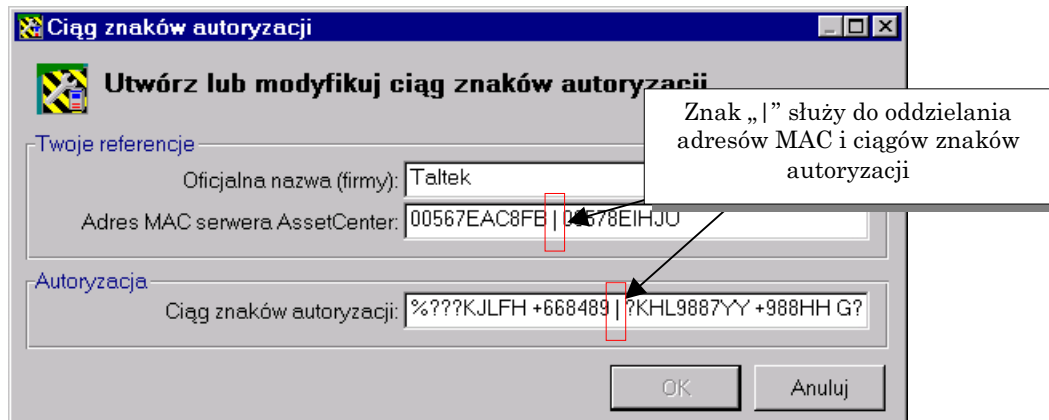 Ciąg znaków autoryzacji
Utwórz lub modyfikuj ciąg znaków autoryzacji
Znak „|” służy do oddzielania
adresów MAC i ciągów znaków
autoryzacji
Twoje referencje
Oficjalna nazwa (firmy): Taltek
Adres MAC serwera AssetCenter: 00567EAC8FB |
Autoryzacja
Ciąg znaków autoryzacji: %???KJLFH +668489 | ?KHL9887YY +988HH G?
OK Anuluj